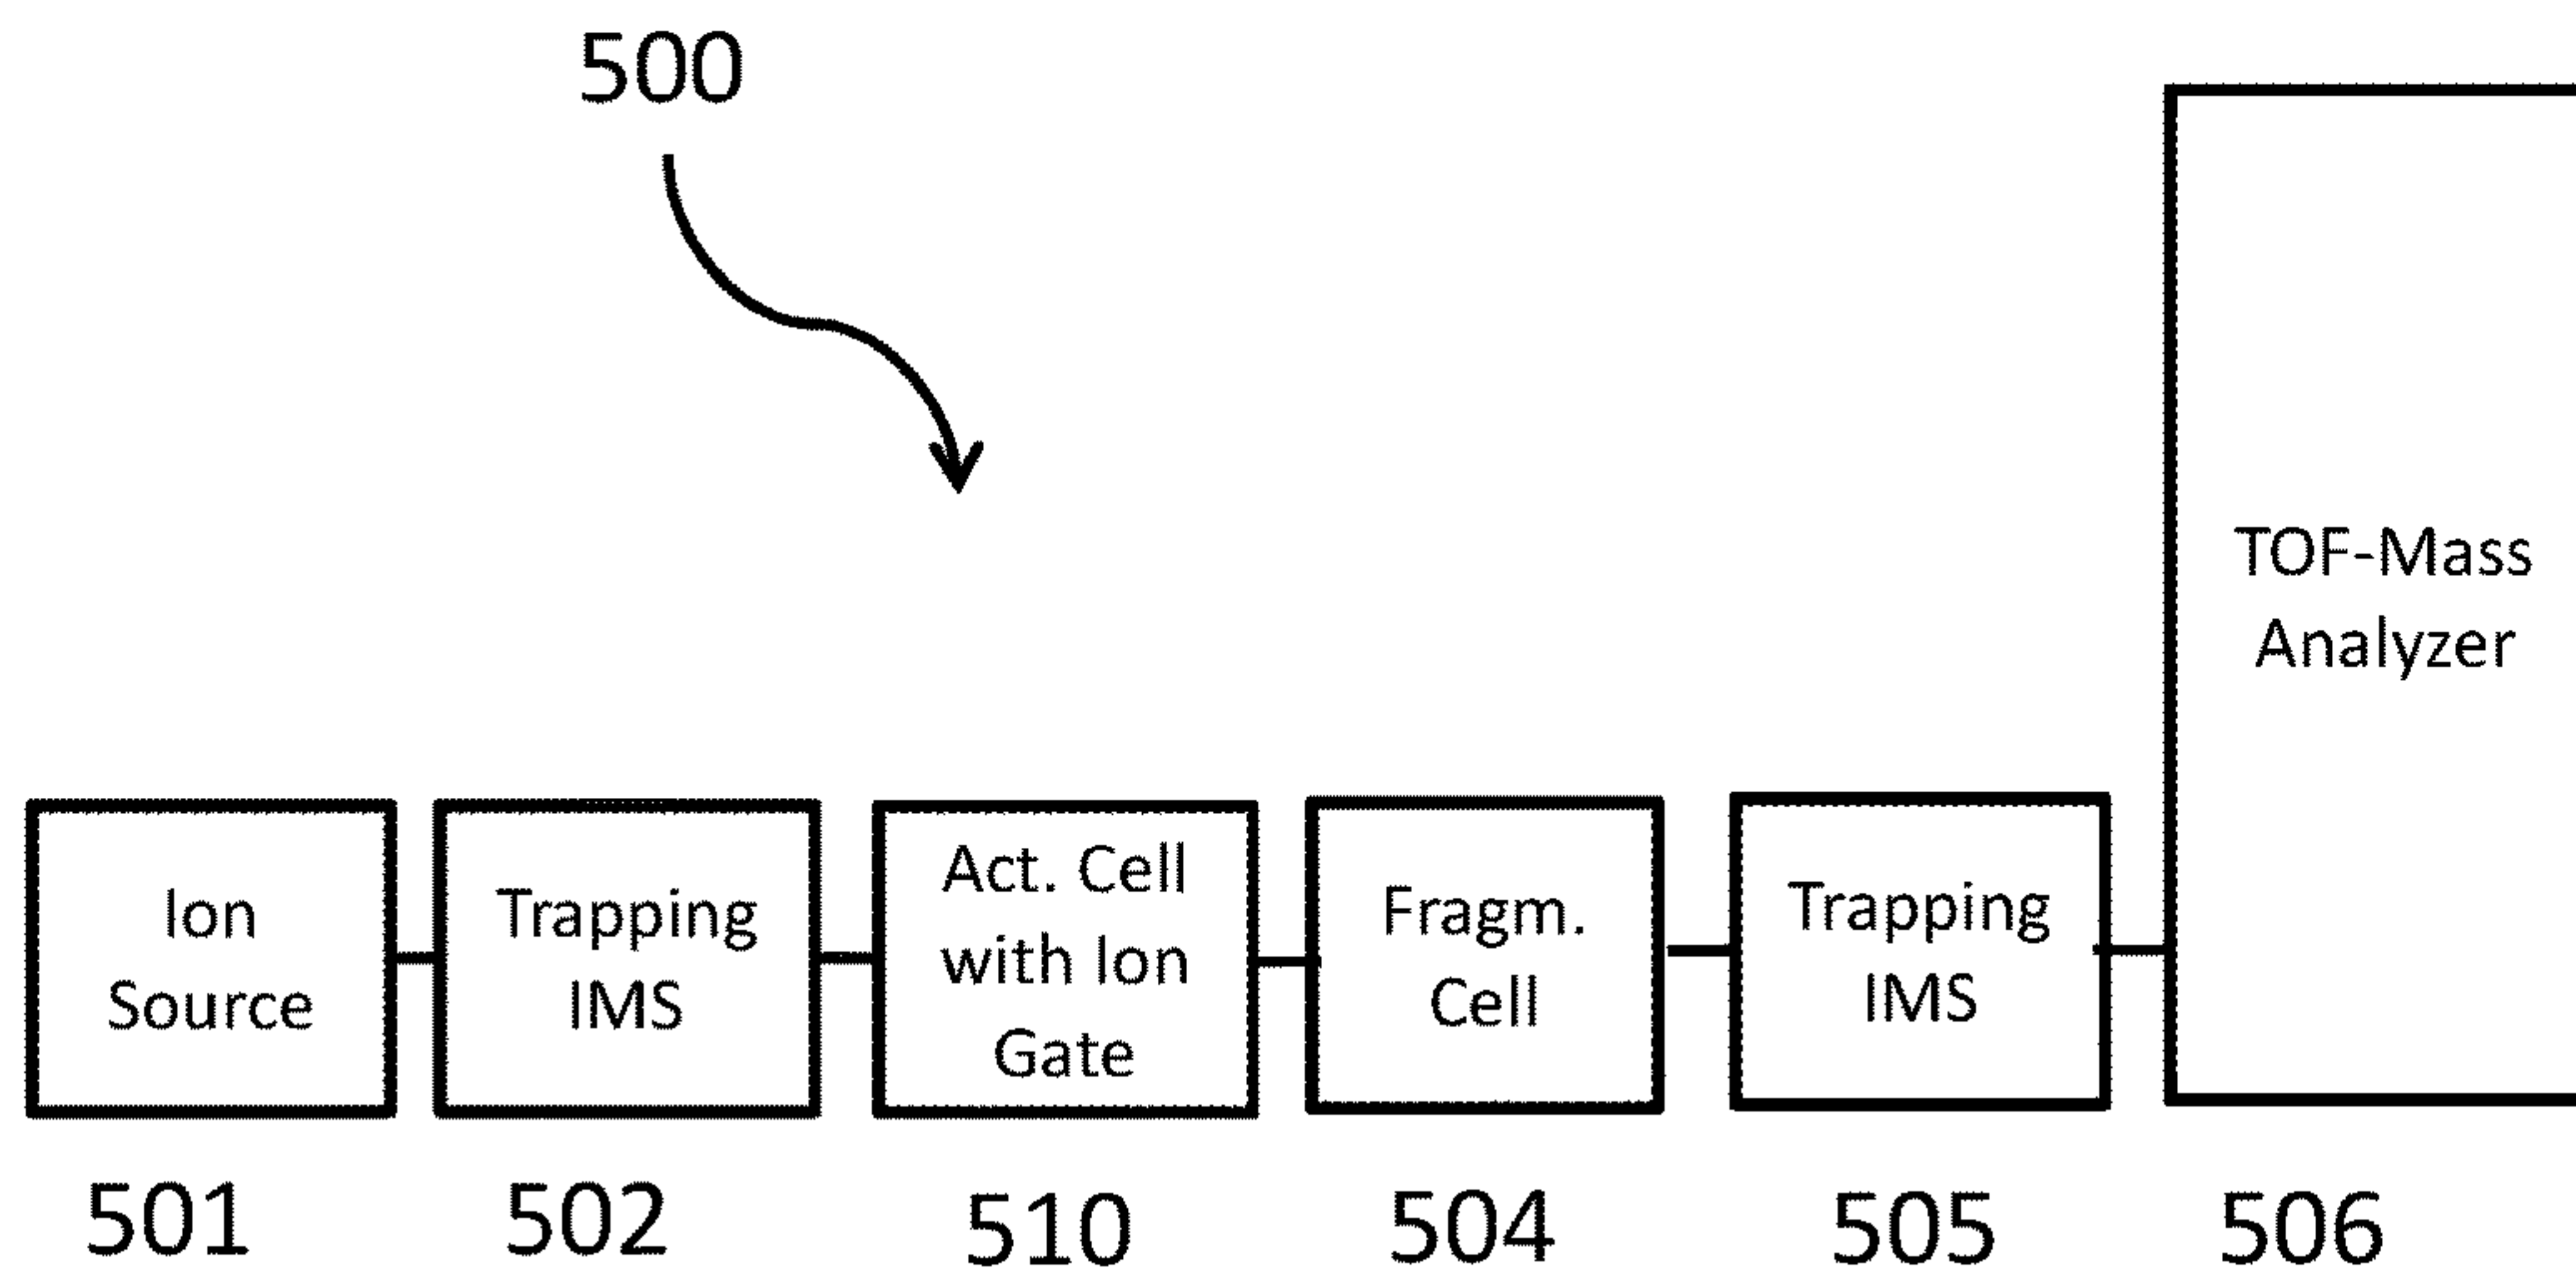 500
TOF-Mass
Analyzer
Ion
Source
Trapping
IMS
Act. Cell
with Ion
Gate
Fragm.
Cell
Trapping
IMS
501
502
510
504
505
506